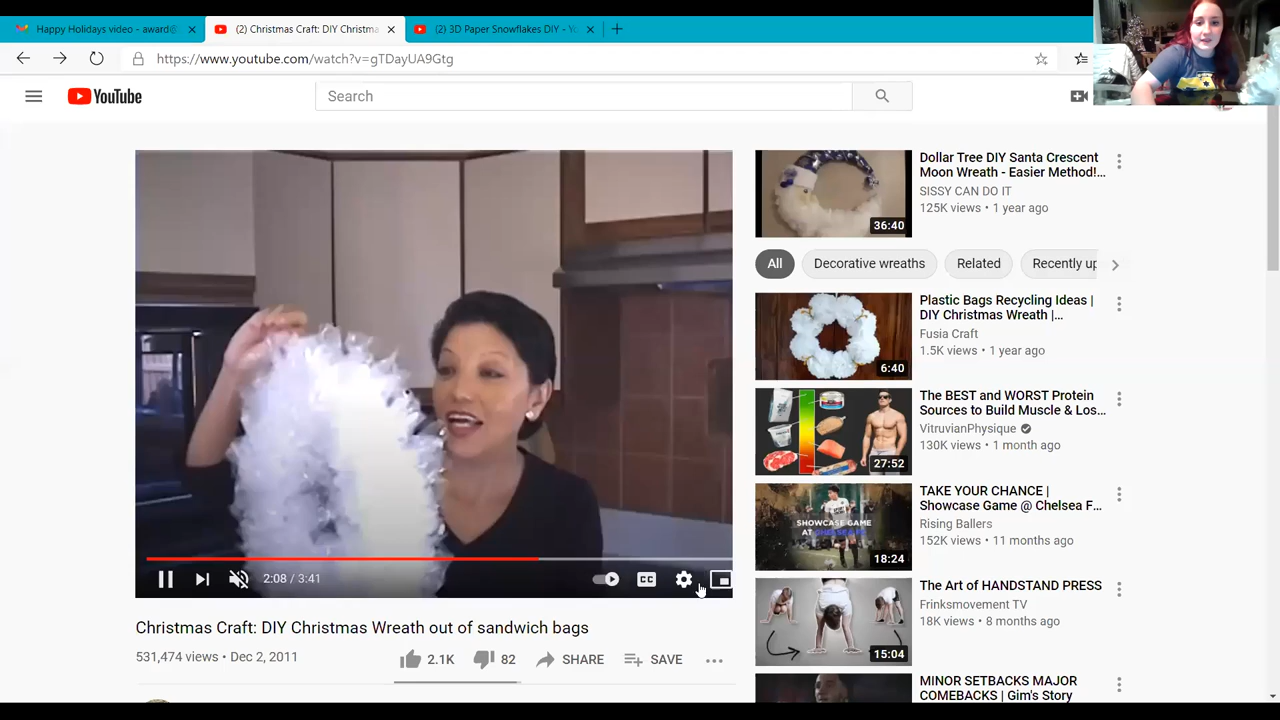 Happy Holidays video - award@
(2) Christmas Craft: DIY Christma
(2) 3D Paper Snowflakes DIY - Yo
https://www.youtube.com/watch?v=gTDayUA9Gtg
YouTube
Search
Dollar Tree DIY Santa Crescent
Moon Wreath - Easier Method!...
SISSY CAN DO IT
125K views • 1 year ago
36:40
All
Decorative wreaths
Related
Recently up
Plastic Bags Recycling Ideas |
DIY Christmas Wreath |...
Fusia Craft
1.5K views • 1 year ago
6:40
The BEST and WORST Protein
Sources to Build Muscle & Los...
VitruvianPhysique
130K views • 1 month ago
27:52
TAKE YOUR CHANCE |
Showcase Game @ Chelsea F...
Rising Ballers
152K views • 11 months ago
SHOWCASE GAME
AT CHELSEA FC
18:24
The Art of HANDSTAND PRESS
Frinksmovement TV
18K views • 8 months ago
15:04
MINOR SETBACKS MAJOR
COMEBACKS | Gim's Story
2:08 / 3:41
CC
Christmas Craft: DIY Christmas Wreath out of sandwich bags
531,474 views • Dec 2, 2011
2.1K
82
SHARE
SAVE